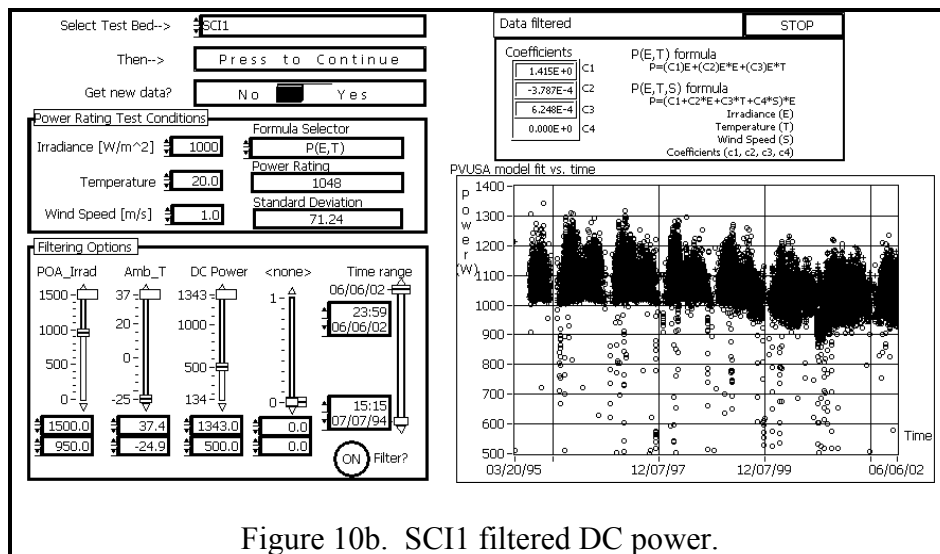 Select Test Bed--> SCI1
Then--> Press to Continue
Get new data? No Yes
Power Rating Test Conditions
Irradiance [W/m^2] 1000
Temperature 20.0
Wind Speed [m/s] 1.0
Formula Selector
P(E,T)
Power Rating
1048
Standard Deviation
71.24
Filtering Options
POA_Irrad Amb_T DC Power <none> Time range
1500 37 1343 1 06/06/02
1000 20 1000
500 0 500
0 -25 134 0
23:59
06/06/02
15:15
07/07/94
1500.0 37.4 1343.0 0.0
950.0 -24.9 500.0 0.0
ON Filter?
Data filtered STOP
Coefficients
1.415E+0 C1
-3.787E-4 C2
6.248E-4 C3
0.000E+0 C4
P(E,T) formula
P=(C1)E+(C2)E*E+(C3)E*T
P(E,T,S) formula
P=(C1+C2*E+C3*T+C4*S)*E
Irradiance (E)
Temperature (T)
Wind Speed (S)
Coefficients (c1, c2, c3, c4)
PVUSA model fit vs. time
Power (W)
1400
1300
1200
1100
1000
900
800
700
600
500
Time
03/20/95 12/07/97 12/07/99 06/06/02
Figure 10b. SCI1 filtered DC power.